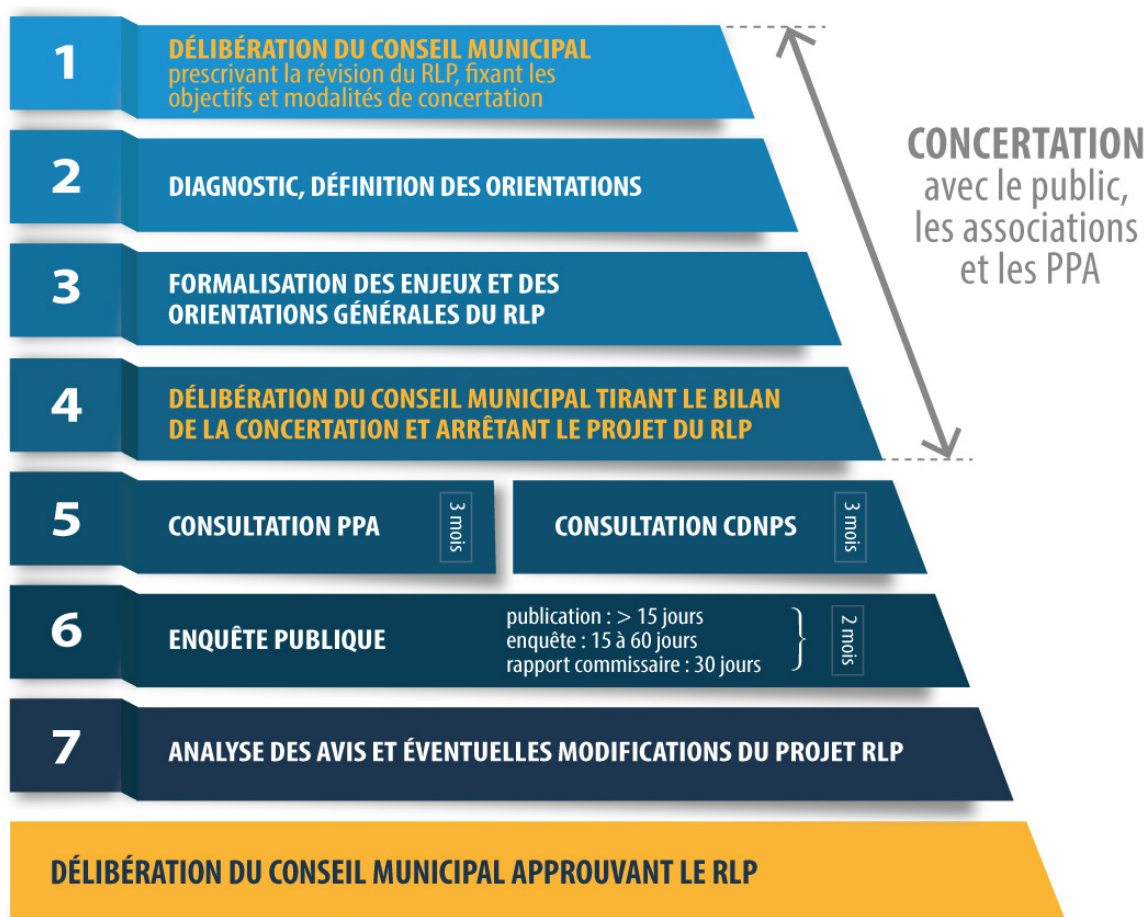 1
DÉLIBÉRATION DU CONSEIL MUNICIPAL
prescrivant la révision du RLP, fixant les
objectifs et modalités de concertation
CONCERTATION
avec le public,
les associations
et les PPA
2
DIAGNOSTIC, DÉFINITION DES ORIENTATIONS
3
FORMALISATION DES ENJEUX ET DES
ORIENTATIONS GÉNÉRALES DU RLP
4
DÉLIBÉRATION DU CONSEIL MUNICIPAL TIRANT LE BILAN
DE LA CONCERTATION ET ARRÊTANT LE PROJET DU RLP
5
CONSULTATION PPA
3 mois
CONSULTATION CDNPS
3 mois
6
ENQUÊTE PUBLIQUE
publication : > 15 jours
enquête : 15 à 60 jours
rapport commissaire : 30 jours
2 mois
7
ANALYSE DES AVIS ET ÉVENTUELLES MODIFICATIONS DU PROJET RLP
DÉLIBÉRATION DU CONSEIL MUNICIPAL APPROUVANT LE RLP